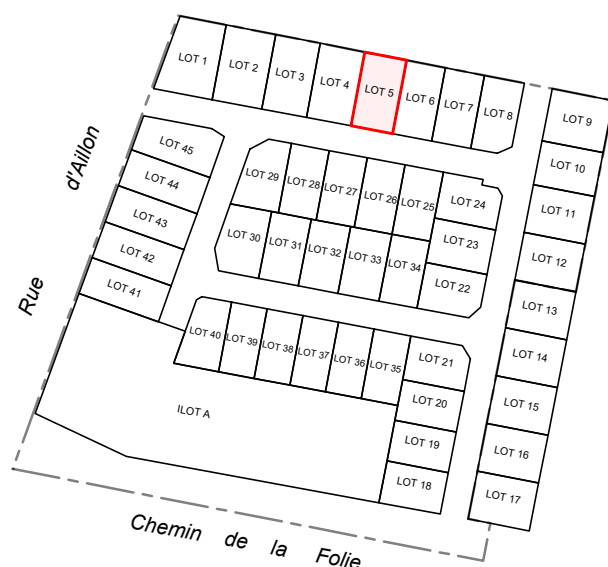 LOT 1
LOT 2
LOT 3
LOT 4
LOT 5
LOT 6
LOT 7
LOT 8
LOT 9
LOT 10
LOT 11
LOT 12
LOT 13
LOT 14
LOT 15
LOT 16
LOT 17
LOT 45
LOT 44
LOT 43
LOT 42
LOT 41
LOT 29
LOT 28
LOT 27
LOT 26
LOT 25
LOT 24
LOT 23
LOT 22
LOT 30
LOT 31
LOT 32
LOT 33
LOT 34
LOT 40
LOT 39
LOT 38
LOT 37
LOT 36
LOT 35
LOT 21
LOT 20
LOT 19
LOT 18
ILOT A
Rue d'Aillon
Chemin de la Folie